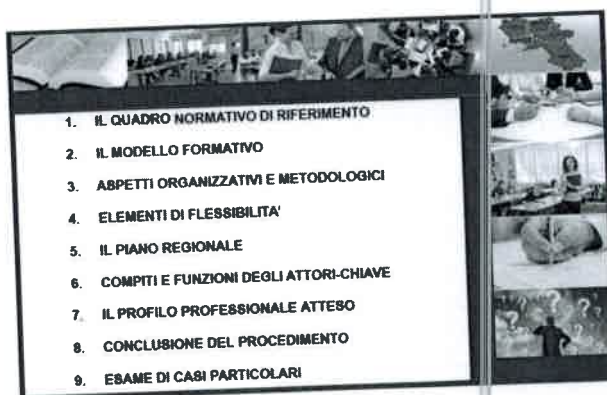 1. IL QUADRO NORMATIVO DI RIFERIMENTO
2. IL MODELLO FORMATIVO
3. ASPETTI ORGANIZZATIVI E METODOLOGICI
4. ELEMENTI DI FLESSIBILITA'
5. IL PIANO REGIONALE
6. COMPITI E FUNZIONI DEGLI ATTORI-CHIAVE
7. IL PROFILO PROFESSIONALE ATTESO
8. CONCLUSIONE DEL PROCEDIMENTO
9. ESAME DI CASI PARTICOLARI